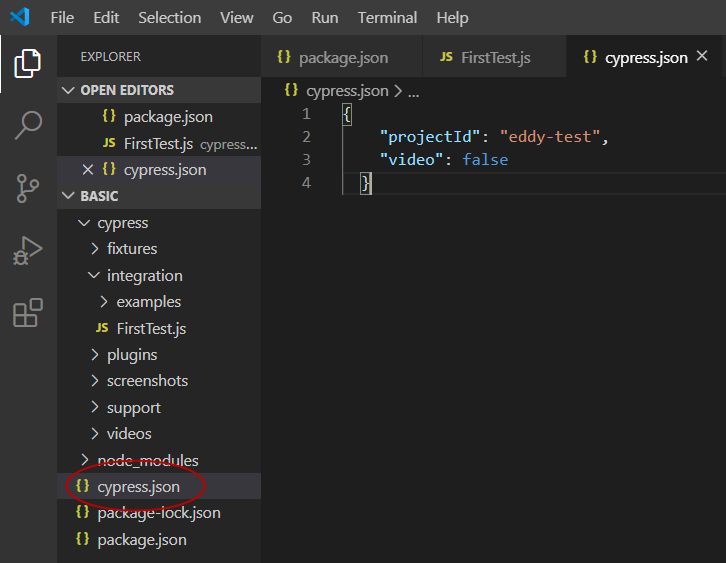 File Edit Selection View Go Run Terminal Help
EXPLORER
OPEN EDITORS
{} package.json
JS FirstTest.js cypress...
{} cypress.json
BASIC
cypress
fixtures
integration
examples
JS FirstTest.js
plugins
screenshots
support
videos
node_modules
{} cypress.json
{} package-lock.json
{} package.json
{} package.json JS FirstTest.js {} cypress.json
{} cypress.json > ...
1 {
2 "projectId": "eddy-test",
3 "video": false
4 }